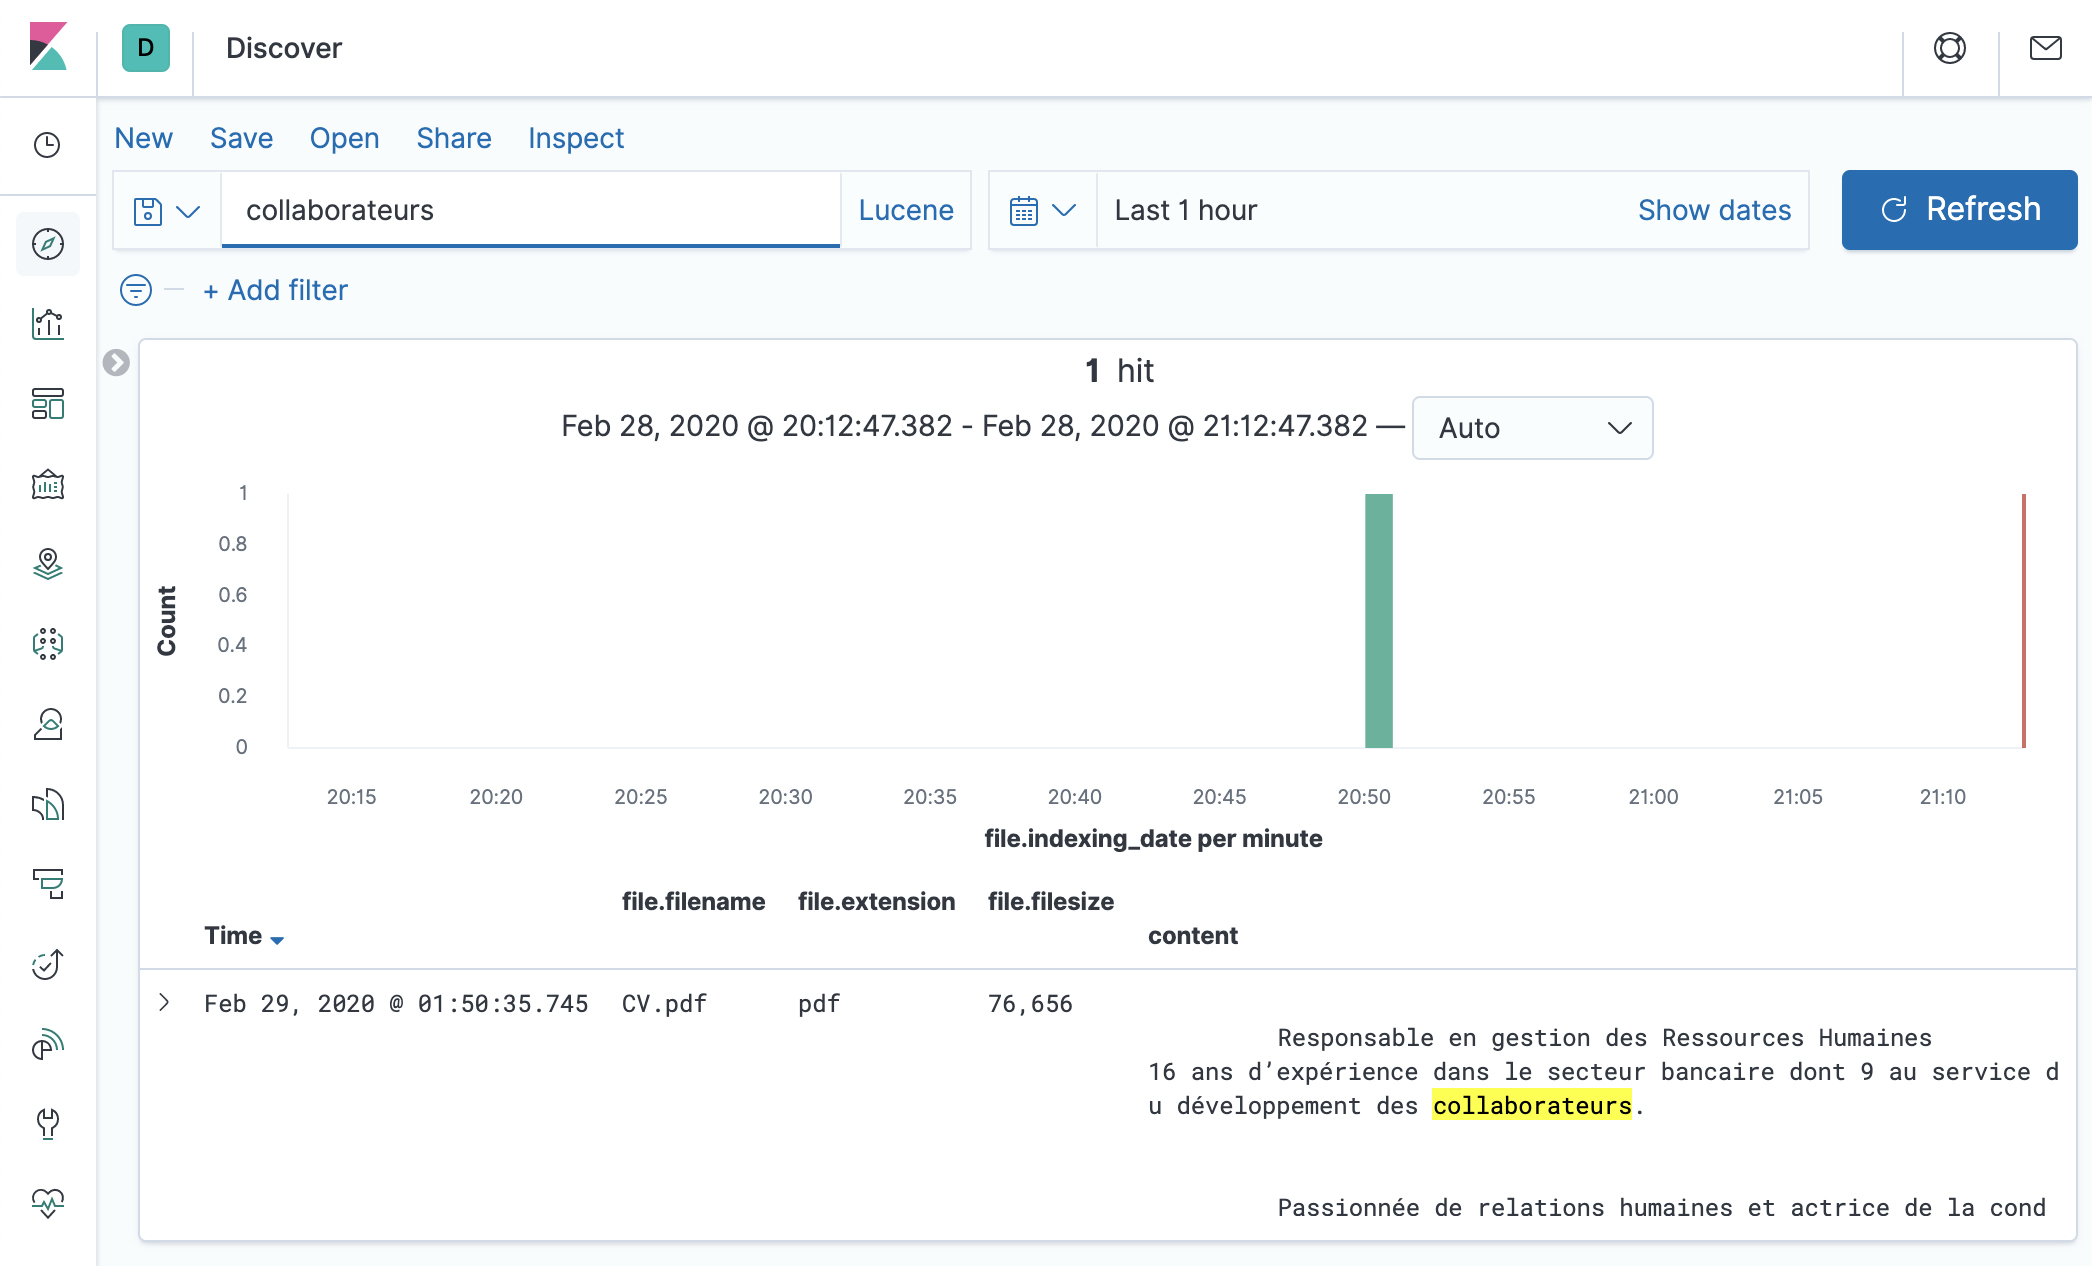 D
Discover
New Save Open Share Inspect
collaborateurs Lucene Last 1 hour Show dates Refresh
+ Add filter
1 hit
Feb 28, 2020 @ 20:12:47.382 - Feb 28, 2020 @ 21:12:47.382 — Auto
1
0.8
0.6
0.4
0.2
0
Count
20:15 20:20 20:25 20:30 20:35 20:40 20:45 20:50 20:55 21:00 21:05 21:10
file.indexing_date per minute
Time file.filename file.extension file.filesize content
Feb 29, 2020 @ 01:50:35.745 CV.pdf pdf 76,656
Responsable en gestion des Ressources Humaines
16 ans d’expérience dans le secteur bancaire dont 9 au service d
u développement des collaborateurs.
Passionnée de relations humaines et actrice de la cond